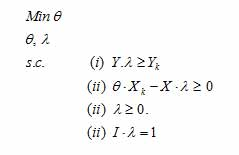 Min θ
θ, λ
s.c. (i) Y.λ ≥ Y_k
(ii) θ·X_k − X·λ ≥ 0
(ii) λ ≥ 0.
(ii) I·λ = 1